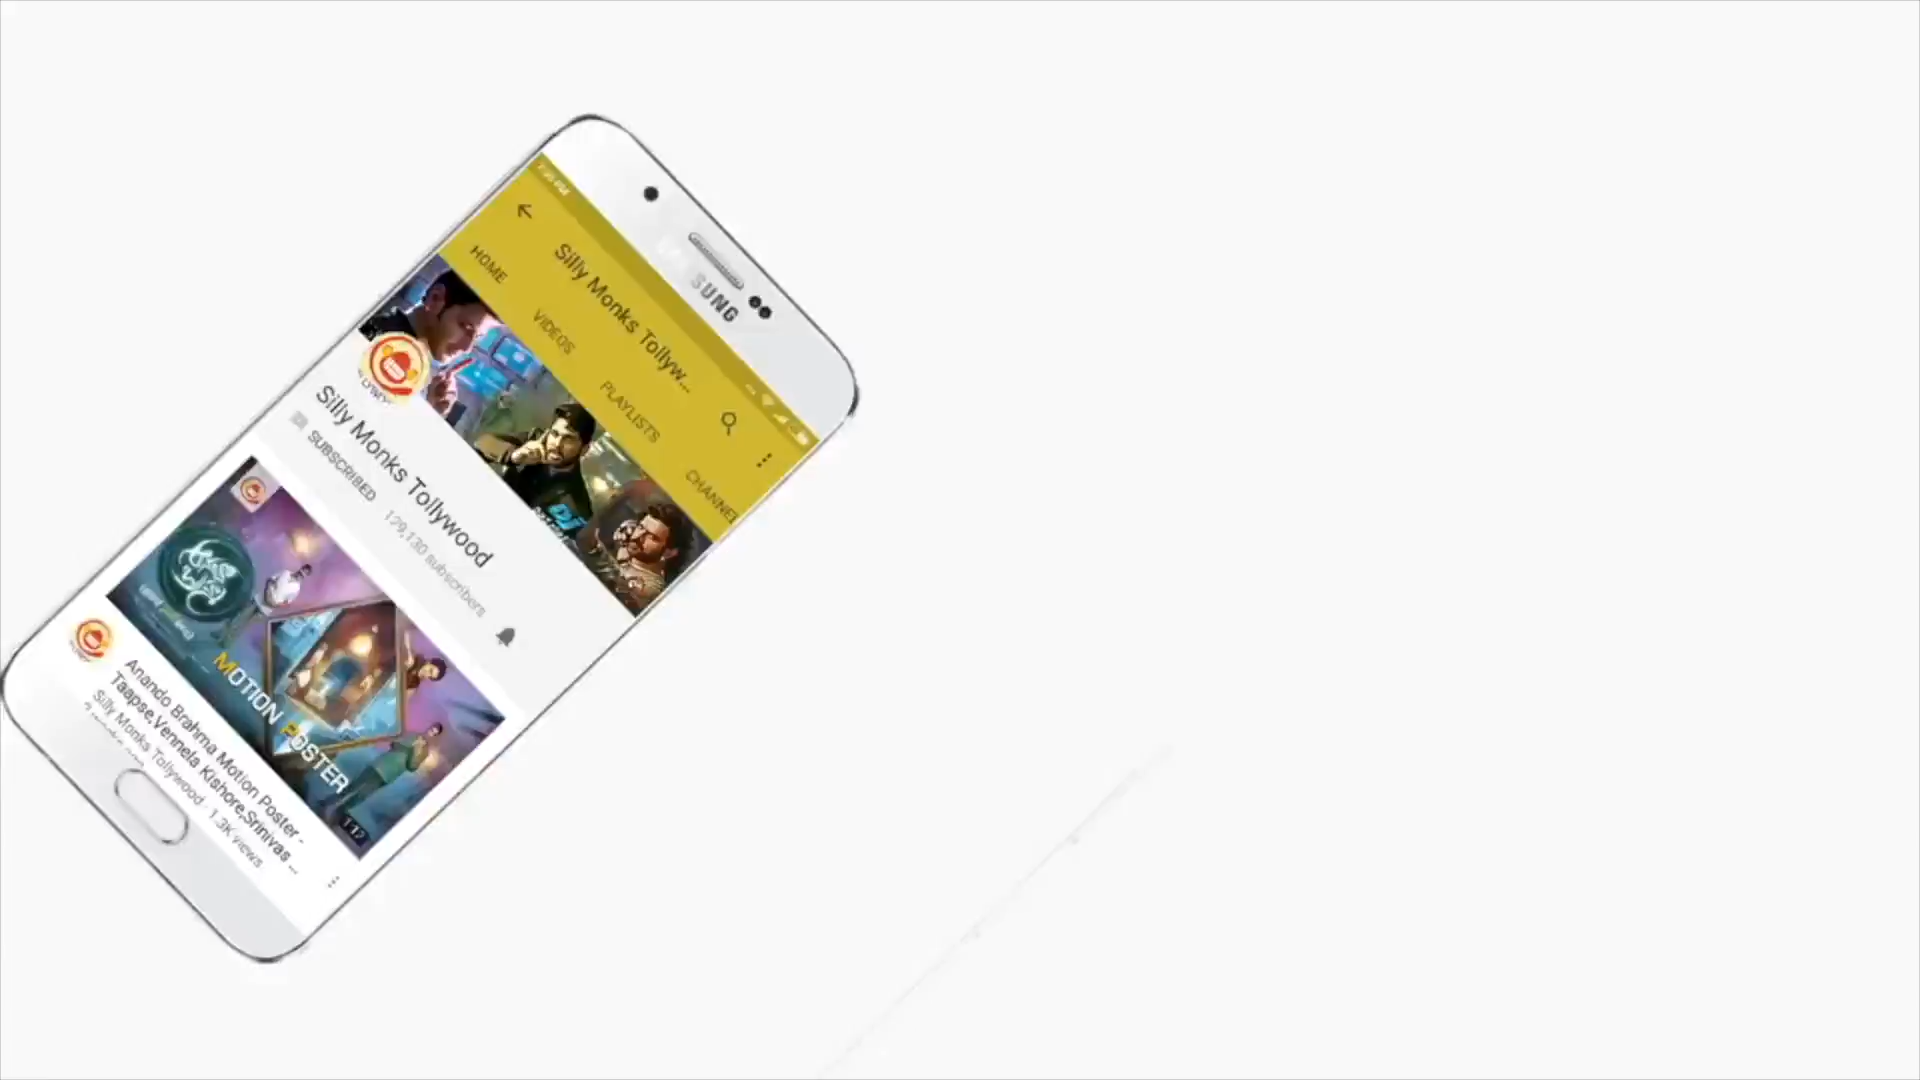 SUNG
Silly Monks Tollyw...
HOME
VIDEOS
PLAYLISTS
CHANNEL
DJ
Silly Monks Tollywood
SUBSCRIBED
129,130 subscribers
MOTION POSTER
1:12
Anando Brahma Motion Poster -
Taapse,Vennela Kishore,Srinivas ...
Silly Monks Tollywood · 1.3K views